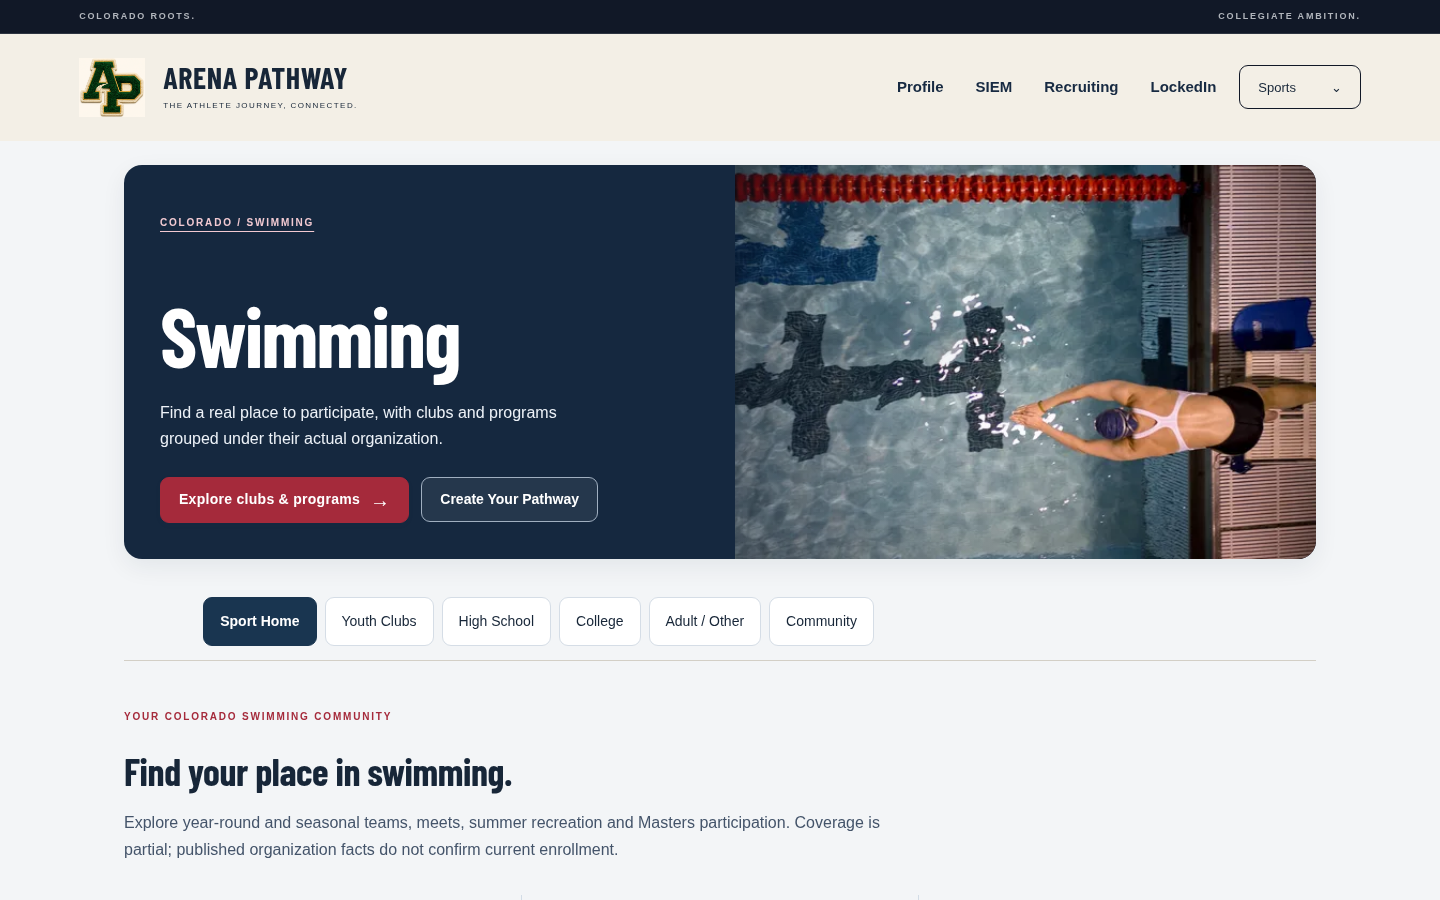 COLORADO ROOTS.
COLLEGIATE AMBITION.
AP
ARENA PATHWAY
THE ATHLETE JOURNEY, CONNECTED.
Profile
SIEM
Recruiting
LockedIn
Sports
COLORADO / SWIMMING
Swimming
Find a real place to participate, with clubs and programs
grouped under their actual organization.
Explore clubs & programs →
Create Your Pathway
Sport Home
Youth Clubs
High School
College
Adult / Other
Community
YOUR COLORADO SWIMMING COMMUNITY
Find your place in swimming.
Explore year-round and seasonal teams, meets, summer recreation and Masters participation. Coverage is
partial; published organization facts do not confirm current enrollment.